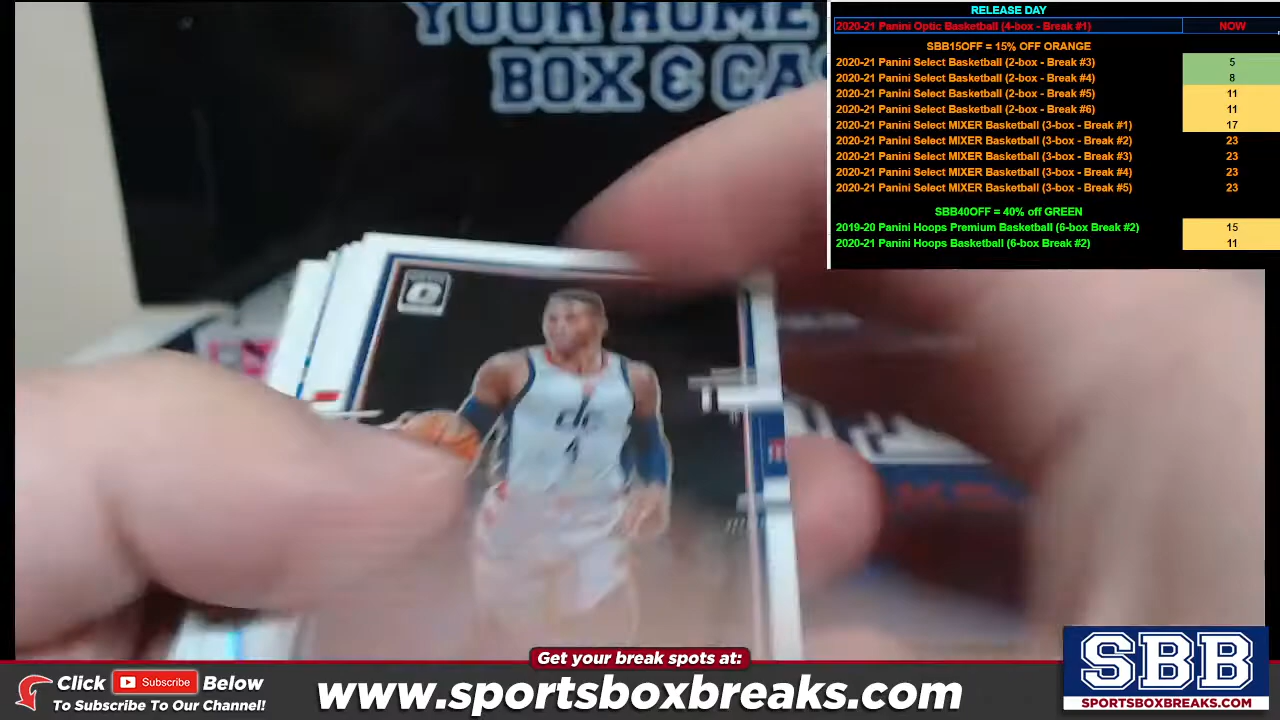 YOUR HOME
BOX & CA
RELEASE DAY
2020-21 Panini Optic Basketball (4-box - Break #1) NOW
SBB15OFF = 15% OFF ORANGE
2020-21 Panini Select Basketball (2-box - Break #3) 5
2020-21 Panini Select Basketball (2-box - Break #4) 8
2020-21 Panini Select Basketball (2-box - Break #5) 11
2020-21 Panini Select Basketball (2-box - Break #6) 11
2020-21 Panini Select MIXER Basketball (3-box - Break #1) 17
2020-21 Panini Select MIXER Basketball (3-box - Break #2) 23
2020-21 Panini Select MIXER Basketball (3-box - Break #3) 23
2020-21 Panini Select MIXER Basketball (3-box - Break #4) 23
2020-21 Panini Select MIXER Basketball (3-box - Break #5) 23
SBB40OFF = 40% off GREEN
2019-20 Panini Hoops Premium Basketball (6-box Break #2) 15
2020-21 Panini Hoops Basketball (6-box Break #2) 11
dc
4
Get your break spots at:
Click Subscribe Below
To Subscribe To Our Channel!
www.sportsboxbreaks.com
SBB
SPORTSBOXBREAKS.COM